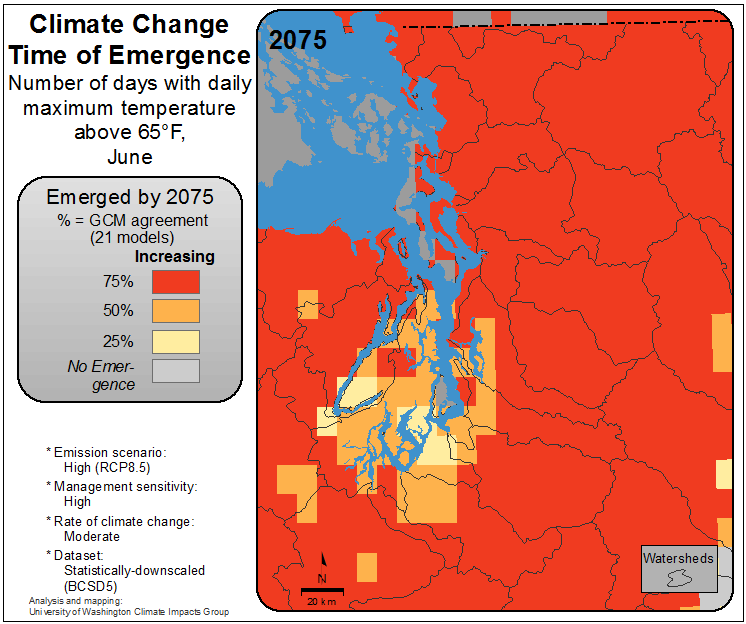 Climate Change
Time of Emergence
Number of days with daily
maximum temperature
above 65°F,
June
Emerged by 2075
% = GCM agreement
(21 models)
Increasing
75%
50%
25%
No Emer-
gence
* Emission scenario:
High (RCP8.5)
* Management sensitivity:
High
* Rate of climate change:
Moderate
* Dataset:
Statistically-downscaled
(BCSD5)
Analysis and mapping:
University of Washington Climate Impacts Group
2075
N
20 km
Watersheds